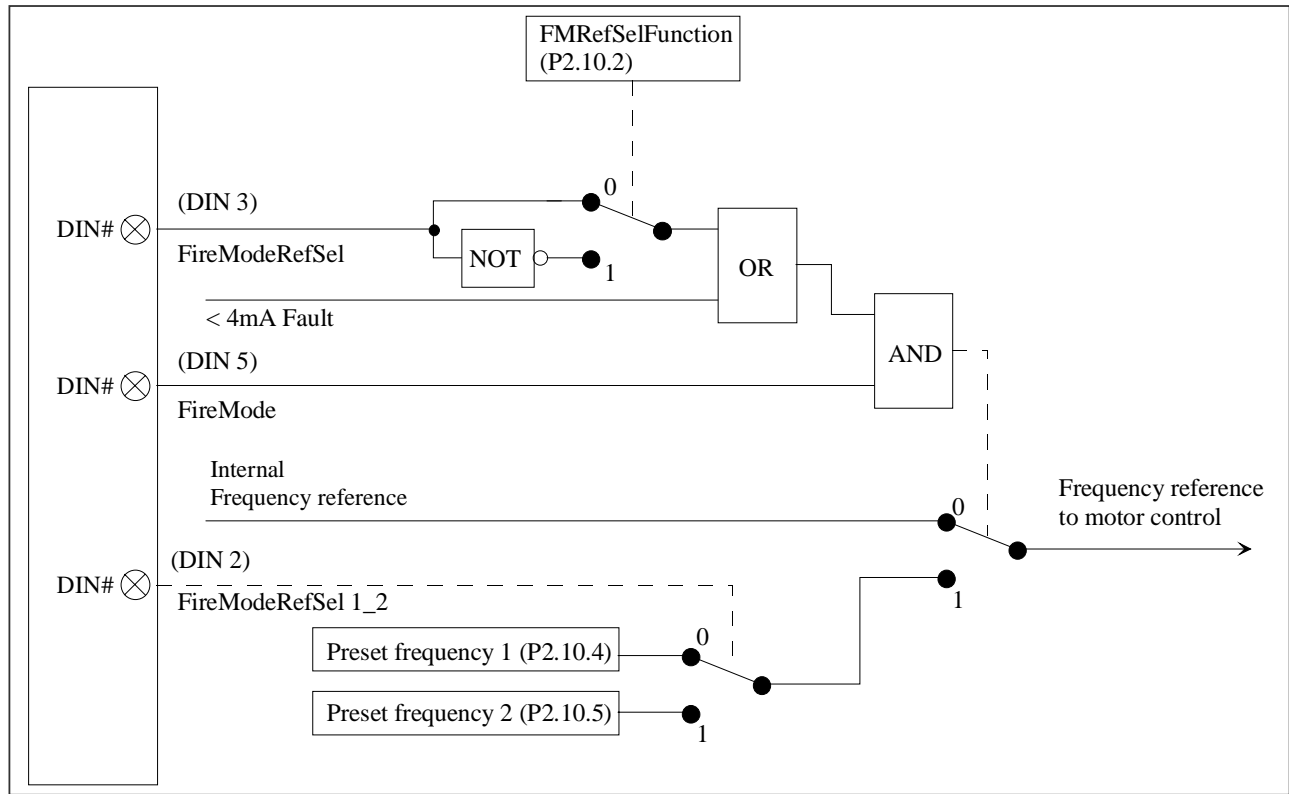 FMRefSelFunction
(P2.10.2)
(DIN 3)
0
DIN#
FireModeRefSel
NOT
1
OR
< 4mA Fault
(DIN 5)
AND
DIN#
FireMode
Internal
Frequency reference
0
Frequency reference
to motor control
(DIN 2)
DIN#
FireModeRefSel 1_2
1
0
Preset frequency 1 (P2.10.4)
Preset frequency 2 (P2.10.5)
1